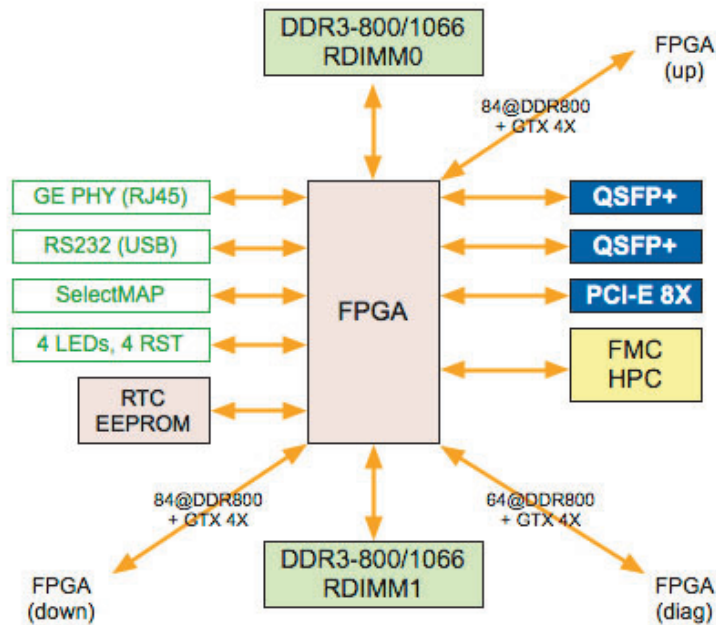 DDR3-800/1066
RDIMM0
FPGA
(up)
84@DDR800
+ GTX 4X
GE PHY (RJ45)
QSFP+
RS232 (USB)
QSFP+
SelectMAP
PCI-E 8X
FPGA
4 LEDs, 4 RST
FMC
HPC
RTC
EEPROM
84@DDR800
+ GTX 4X
64@DDR800
+ GTX 4X
DDR3-800/1066
RDIMM1
FPGA
(down)
FPGA
(diag)